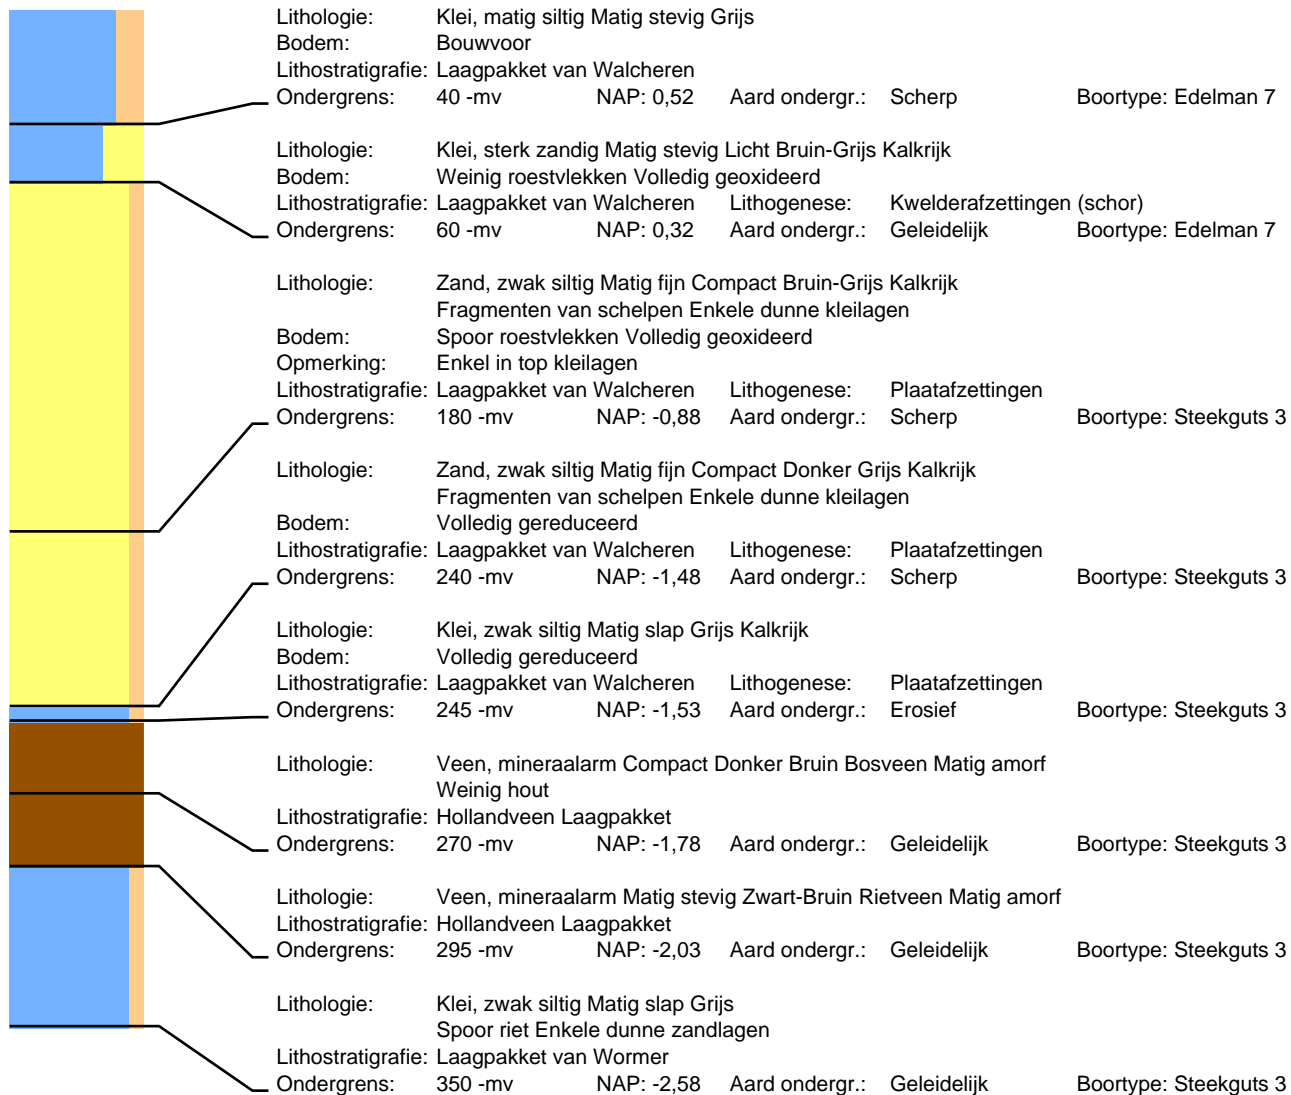 Lithologie: Klei, matig siltig Matig stevig Grijs
Bodem: Bouwvoor
Lithostratigrafie: Laagpakket van Walcheren
Ondergrens: 40 -mv NAP: 0,52 Aard ondergr.: Scherp Boortype: Edelman 7
Lithologie: Klei, sterk zandig Matig stevig Licht Bruin-Grijs Kalkrijk
Bodem: Weinig roestvlekken Volledig geoxideerd
Lithostratigrafie: Laagpakket van Walcheren Lithogenese: Kwelderafzettingen (schor)
Ondergrens: 60 -mv NAP: 0,32 Aard ondergr.: Geleidelijk Boortype: Edelman 7
Lithologie: Zand, zwak siltig Matig fijn Compact Bruin-Grijs Kalkrijk
Fragmenten van schelpen Enkele dunne kleilagen
Bodem: Spoor roestvlekken Volledig geoxideerd
Opmerking: Enkel in top kleilagen
Lithostratigrafie: Laagpakket van Walcheren Lithogenese: Plaatafzettingen
Ondergrens: 180 -mv NAP: -0,88 Aard ondergr.: Scherp Boortype: Steekguts 3
Lithologie: Zand, zwak siltig Matig fijn Compact Donker Grijs Kalkrijk
Fragmenten van schelpen Enkele dunne kleilagen
Bodem: Volledig gereduceerd
Lithostratigrafie: Laagpakket van Walcheren Lithogenese: Plaatafzettingen
Ondergrens: 240 -mv NAP: -1,48 Aard ondergr.: Scherp Boortype: Steekguts 3
Lithologie: Klei, zwak siltig Matig slap Grijs Kalkrijk
Bodem: Volledig gereduceerd
Lithostratigrafie: Laagpakket van Walcheren Lithogenese: Plaatafzettingen
Ondergrens: 245 -mv NAP: -1,53 Aard ondergr.: Erosief Boortype: Steekguts 3
Lithologie: Veen, mineraalarm Compact Donker Bruin Bosveen Matig amorf
Weinig hout
Lithostratigrafie: Hollandveen Laagpakket
Ondergrens: 270 -mv NAP: -1,78 Aard ondergr.: Geleidelijk Boortype: Steekguts 3
Lithologie: Veen, mineraalarm Matig stevig Zwart-Bruin Rietveen Matig amorf
Lithostratigrafie: Hollandveen Laagpakket
Ondergrens: 295 -mv NAP: -2,03 Aard ondergr.: Geleidelijk Boortype: Steekguts 3
Lithologie: Klei, zwak siltig Matig slap Grijs
Spoor riet Enkele dunne zandlagen
Lithostratigrafie: Laagpakket van Wormer
Ondergrens: 350 -mv NAP: -2,58 Aard ondergr.: Geleidelijk Boortype: Steekguts 3